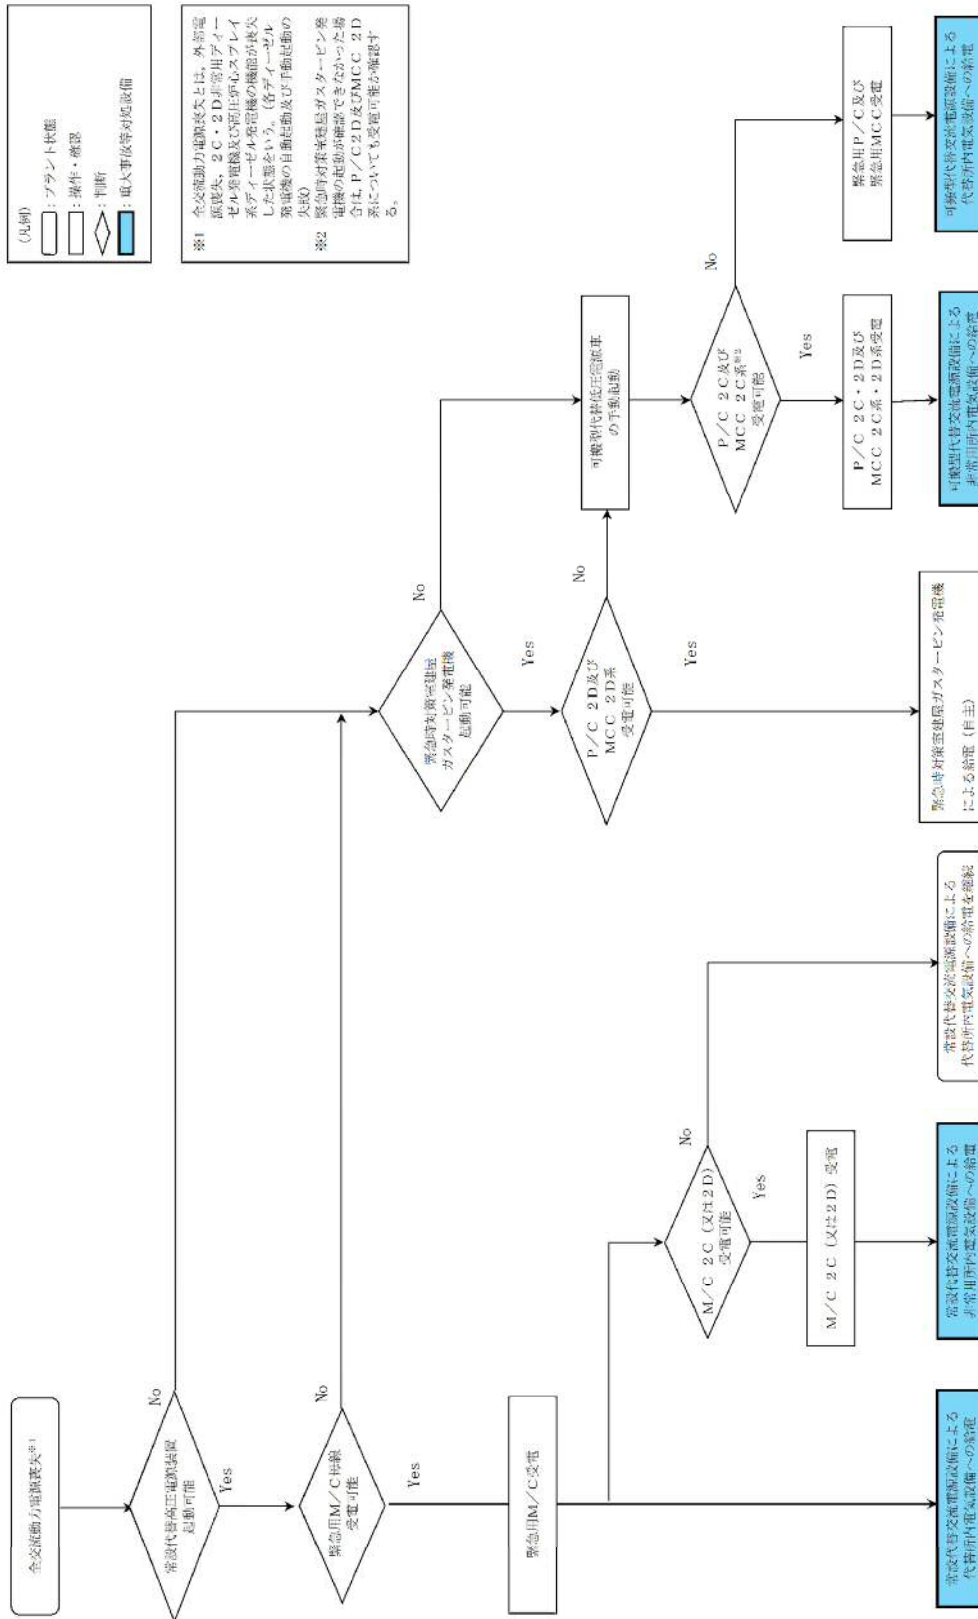 (凡例)
：プラント状態
：操作・確認
：判断
：重大事故等対処設備
※1 全交流動力電源喪失とは，外部電
源喪失，2C・2D非常用ディー
ゼル発電機及び高圧炉心スプレイ
系ディーゼル発電機の機能が喪失
した状態をいう。（各ディーゼル
発電機の自動起動及び手動起動の
失敗）
※2 緊急時対策室建屋ガスタービン発
電機の起動が確認できなかった場
合は，P／C2D及びMCC 2D
系についても受電可能か確認す
る。
全交流動力電源喪失※1
常設代替高圧電源装置
起動可能
No
Yes
緊急用M／C母線
受電可能
No
Yes
緊急用M／C受電
M／C 2C（又は2D）
受電可能
No
Yes
M／C 2C（又は2D）受電
緊急時対策室建屋
ガスタービン発電機
起動可能
No
Yes
P／C 2D及び
MCC 2D系
受電可能
No
Yes
可搬型代替低圧電源車
の手動起動
P／C 2C及び
MCC 2C系※2
受電可能
No
Yes
P／C 2C・2D及び
MCC 2C系・2D系受電
緊急用P／C及び
緊急用MCC受電
常設代替交流電源設備による
代替所内電気設備への給電
常設代替交流電源設備による
非常用所内電気設備への給電
常設代替交流電源設備による
代替所内電気設備への給電を継続
緊急時対策室建屋ガスタービン発電機
による給電（自主）
可搬型代替交流電源設備による
非常用所内電気設備への給電
可搬型代替交流電源設備による
代替所内電気設備への給電